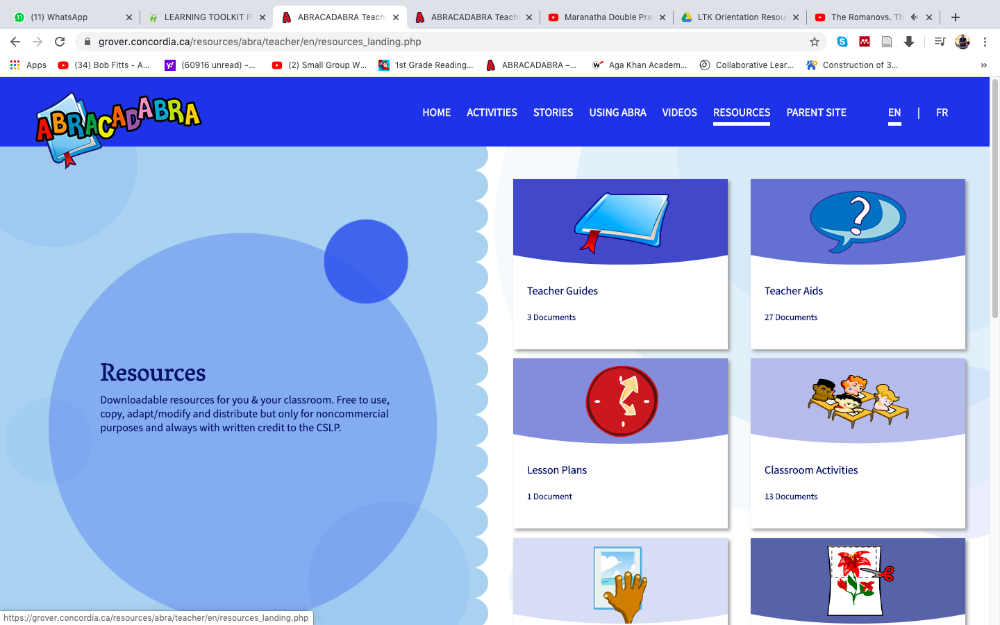 (11) WhatsApp
LEARNING TOOLKIT P
ABRACADABRA Teach
ABRACADABRA Teach
Maranatha Double Pra
LTK Orientation Resou
The Romanovs. Th
grover.concordia.ca/resources/abra/teacher/en/resources_landing.php
Apps
(34) Bob Fitts - A...
(60916 unread) -...
(2) Small Group W...
1st Grade Reading...
ABRACADABRA –...
Aga Khan Academ...
Collaborative Lear...
Construction of 3...
»
ABRACADABRA
HOME ACTIVITIES STORIES USING ABRA VIDEOS RESOURCES PARENT SITE EN | FR
Resources
Downloadable resources for you & your classroom. Free to use,
copy, adapt/modify and distribute but only for noncommercial
purposes and always with written credit to the CSLP.
Teacher Guides
3 Documents
?
Teacher Aids
27 Documents
Lesson Plans
1 Document
Classroom Activities
13 Documents
https://grover.concordia.ca/resources/abra/teacher/en/resources_landing.php